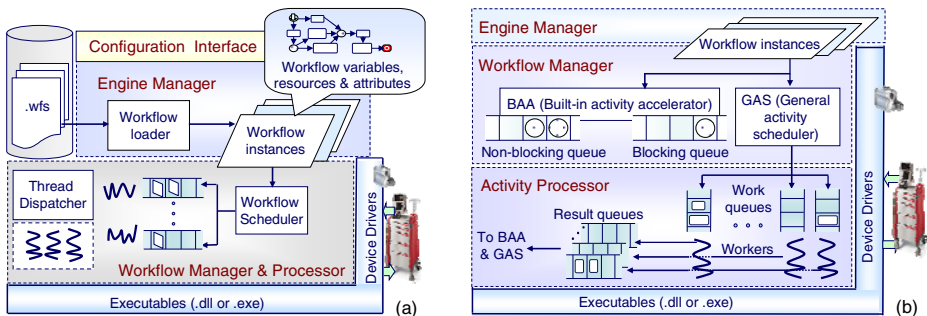 Configuration Interface
Engine Manager
.wfs
Workflow
loader
Workflow variables,
resources & attributes
Workflow
instances
Thread
Dispatcher
Workflow
Scheduler
Workflow Manager & Processor
Device Drivers
Executables (.dll or .exe)
(a)
Engine Manager
Workflow instances
Workflow Manager
BAA (Built-in activity accelerator)
Non-blocking queue
Blocking queue
GAS (General
activity
scheduler)
Activity Processor
Result queues
Work
queues
To BAA
& GAS
Workers
Device Drivers
Executables (.dll or .exe)
(b)